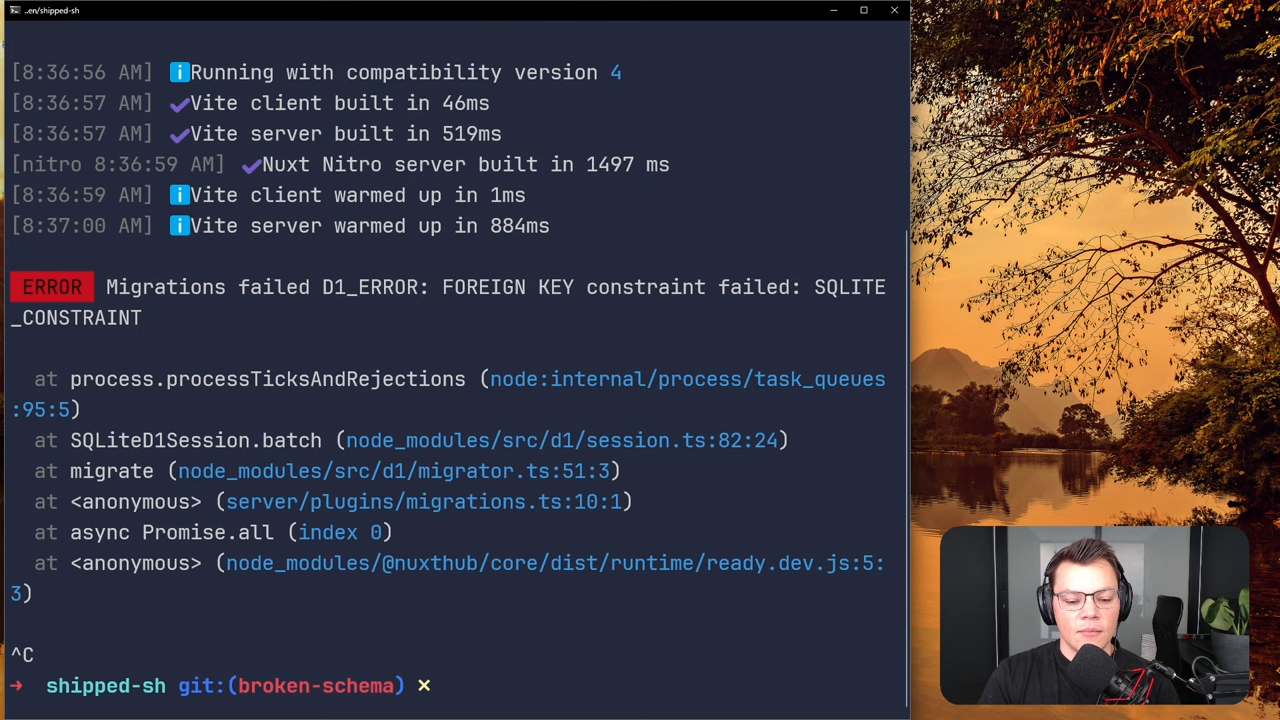 ..en/shipped-sh
[8:36:56 AM] i Running with compatibility version 4
[8:36:57 AM] ✔ Vite client built in 46ms
[8:36:57 AM] ✔ Vite server built in 519ms
[nitro 8:36:59 AM] ✔ Nuxt Nitro server built in 1497 ms
[8:36:59 AM] i Vite client warmed up in 1ms
[8:37:00 AM] i Vite server warmed up in 884ms
ERROR Migrations failed D1_ERROR: FOREIGN KEY constraint failed: SQLITE
_CONSTRAINT
at process.processTicksAndRejections (node:internal/process/task_queues
:95:5)
at SQLiteD1Session.batch (node_modules/src/d1/session.ts:82:24)
at migrate (node_modules/src/d1/migrator.ts:51:3)
at <anonymous> (server/plugins/migrations.ts:10:1)
at async Promise.all (index 0)
at <anonymous> (node_modules/@nuxthub/core/dist/runtime/ready.dev.js:5:
3)
^C
→ shipped-sh git:(broken-schema) ✗